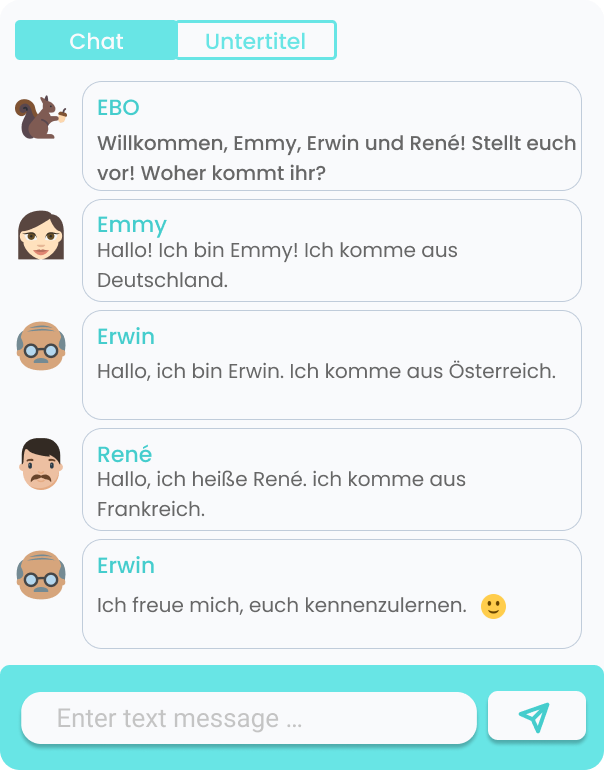 Chat Untertitel
EBO
Willkommen, Emmy, Erwin und René! Stellt euch
vor! Woher kommt ihr?
Emmy
Hallo! Ich bin Emmy! Ich komme aus
Deutschland.
Erwin
Hallo, ich bin Erwin. Ich komme aus Österreich.
René
Hallo, ich heiße René. ich komme aus
Frankreich.
Erwin
Ich freue mich, euch kennenzulernen. 🙂
Enter text message ...